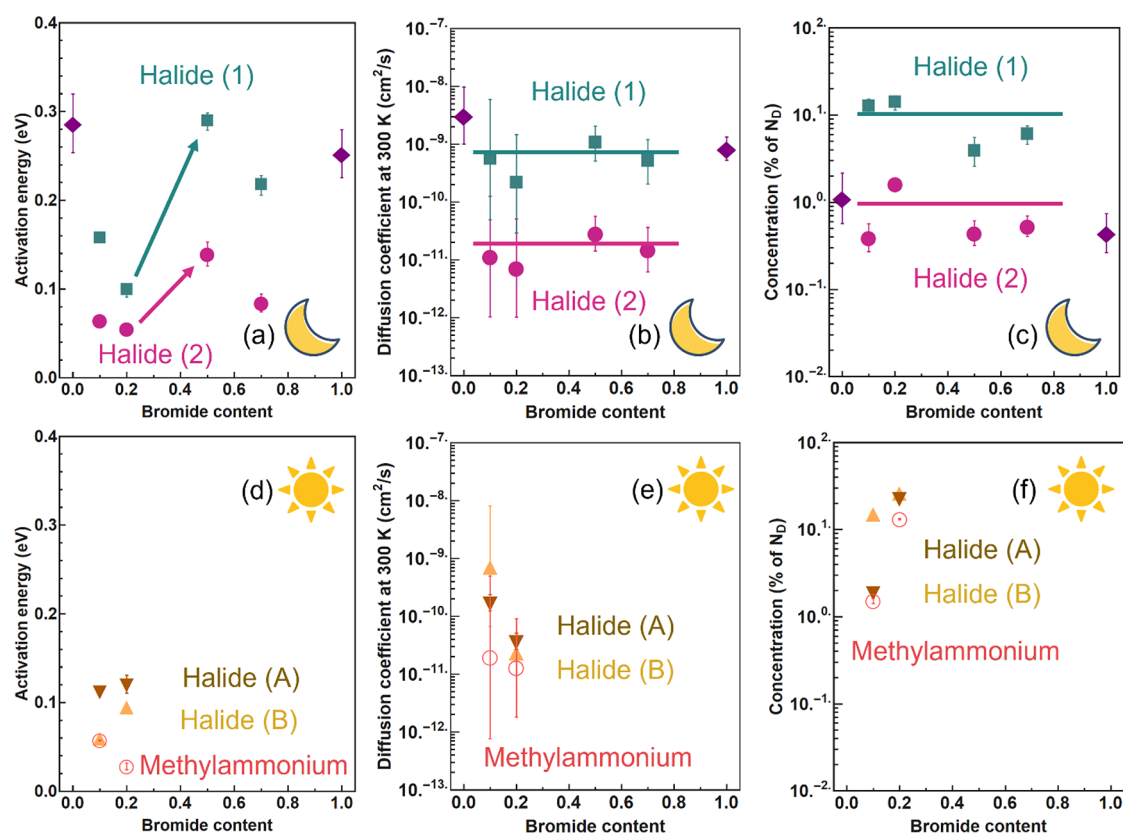 0.4
0.3
0.2
0.1
0.0
Activation energy (eV)
Halide (1)
Halide (2)
(a)
0.0 0.2 0.4 0.6 0.8 1.0
Bromide content
10.⁻⁷·
10.⁻⁸·
10.⁻⁹·
10.⁻¹⁰·
10.⁻¹¹·
10.⁻¹²·
10.⁻¹³·
Diffusion coefficient at 300 K (cm²/s)
Halide (1)
Halide (2)
(b)
0.0 0.2 0.4 0.6 0.8 1.0
Bromide content
10.²·
10.¹·
10.⁰·
10.⁻¹·
10.⁻²·
Concentration (% of N_D)
Halide (1)
Halide (2)
(c)
0.0 0.2 0.4 0.6 0.8 1.0
Bromide content
0.4
0.3
0.2
0.1
0.0
Activation energy (eV)
(d)
Halide (A)
Halide (B)
Methylammonium
0.0 0.2 0.4 0.6 0.8 1.0
Bromide content
10.⁻⁷·
10.⁻⁸·
10.⁻⁹·
10.⁻¹⁰·
10.⁻¹¹·
10.⁻¹²·
10.⁻¹³·
Diffusion coefficient at 300 K (cm²/s)
(e)
Halide (A)
Halide (B)
Methylammonium
0.0 0.2 0.4 0.6 0.8 1.0
Bromide content
10.²·
10.¹·
10.⁰·
10.⁻¹·
10.⁻²·
Concentration (% of N_D)
(f)
Halide (A)
Halide (B)
Methylammonium
0.0 0.2 0.4 0.6 0.8 1.0
Bromide content